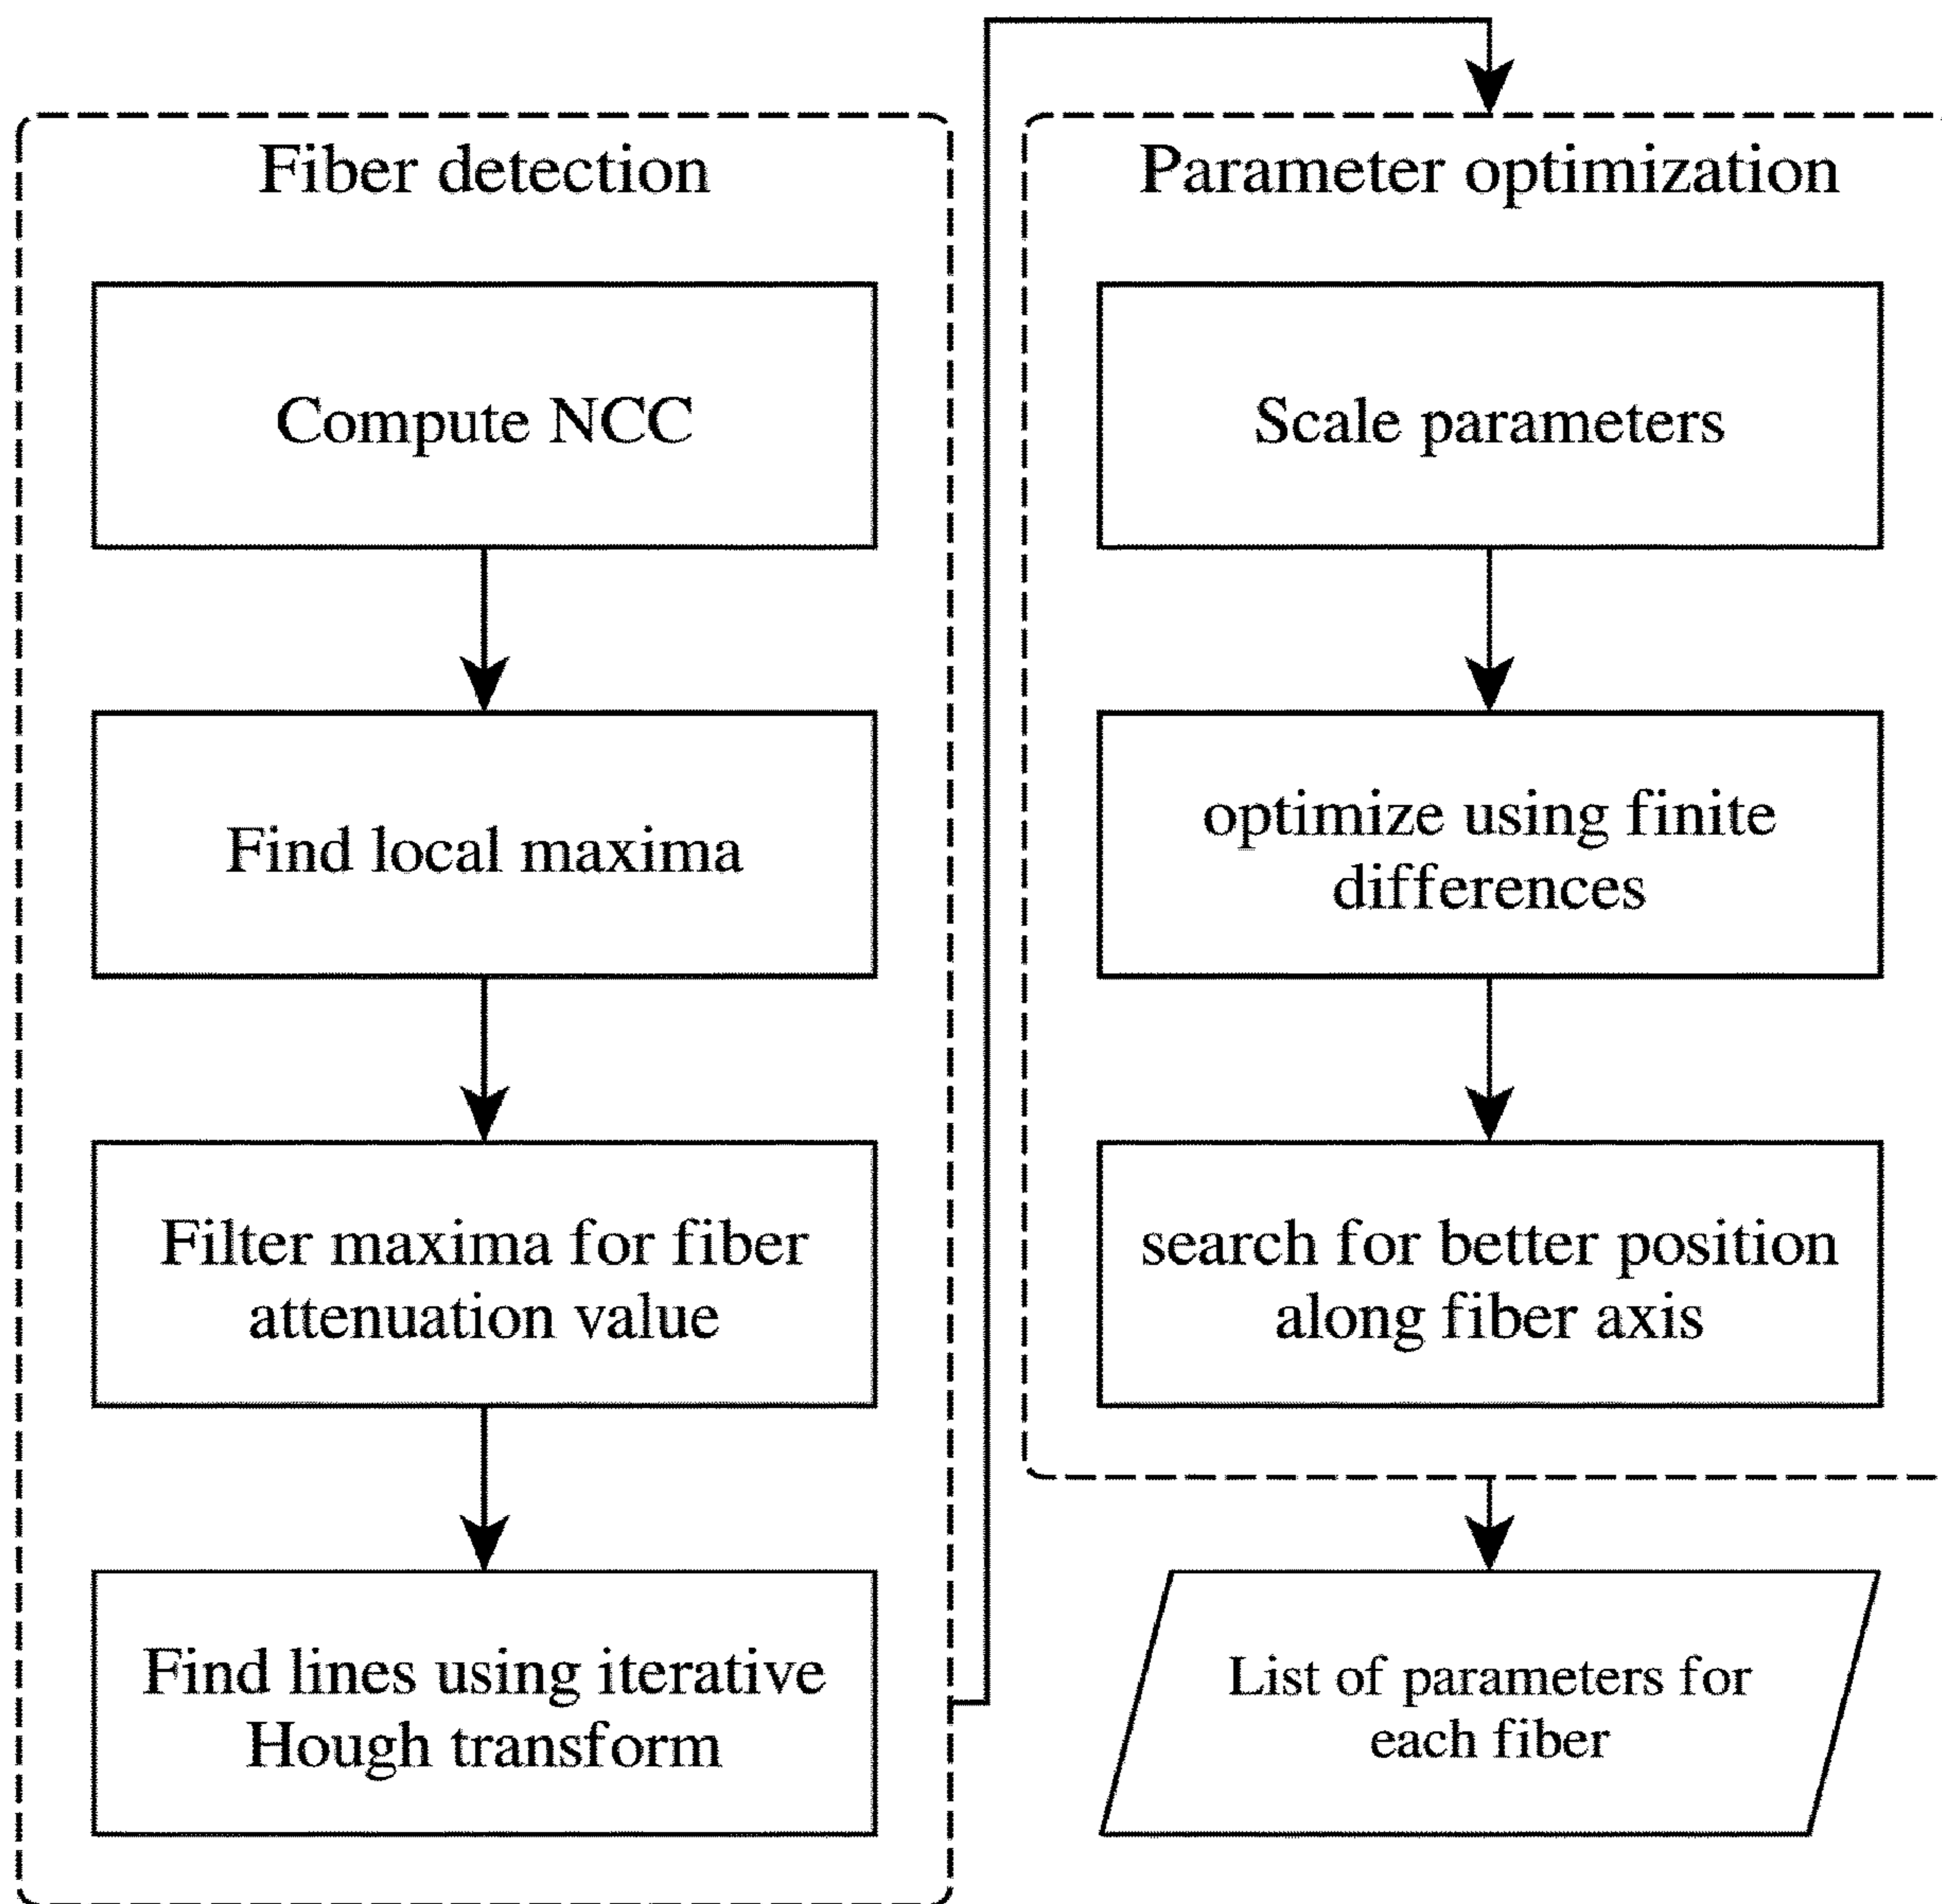 Fiber detection
Compute NCC
Find local maxima
Filter maxima for fiber
attenuation value
Find lines using iterative
Hough transform
Parameter optimization
Scale parameters
optimize using finite
differences
search for better position
along fiber axis
List of parameters for
each fiber